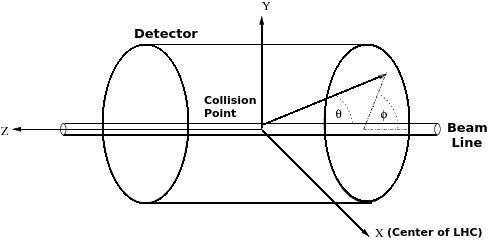 Y
Detector
Collision
Point
θ
ϕ
Z
Beam
Line
X (Center of LHC)